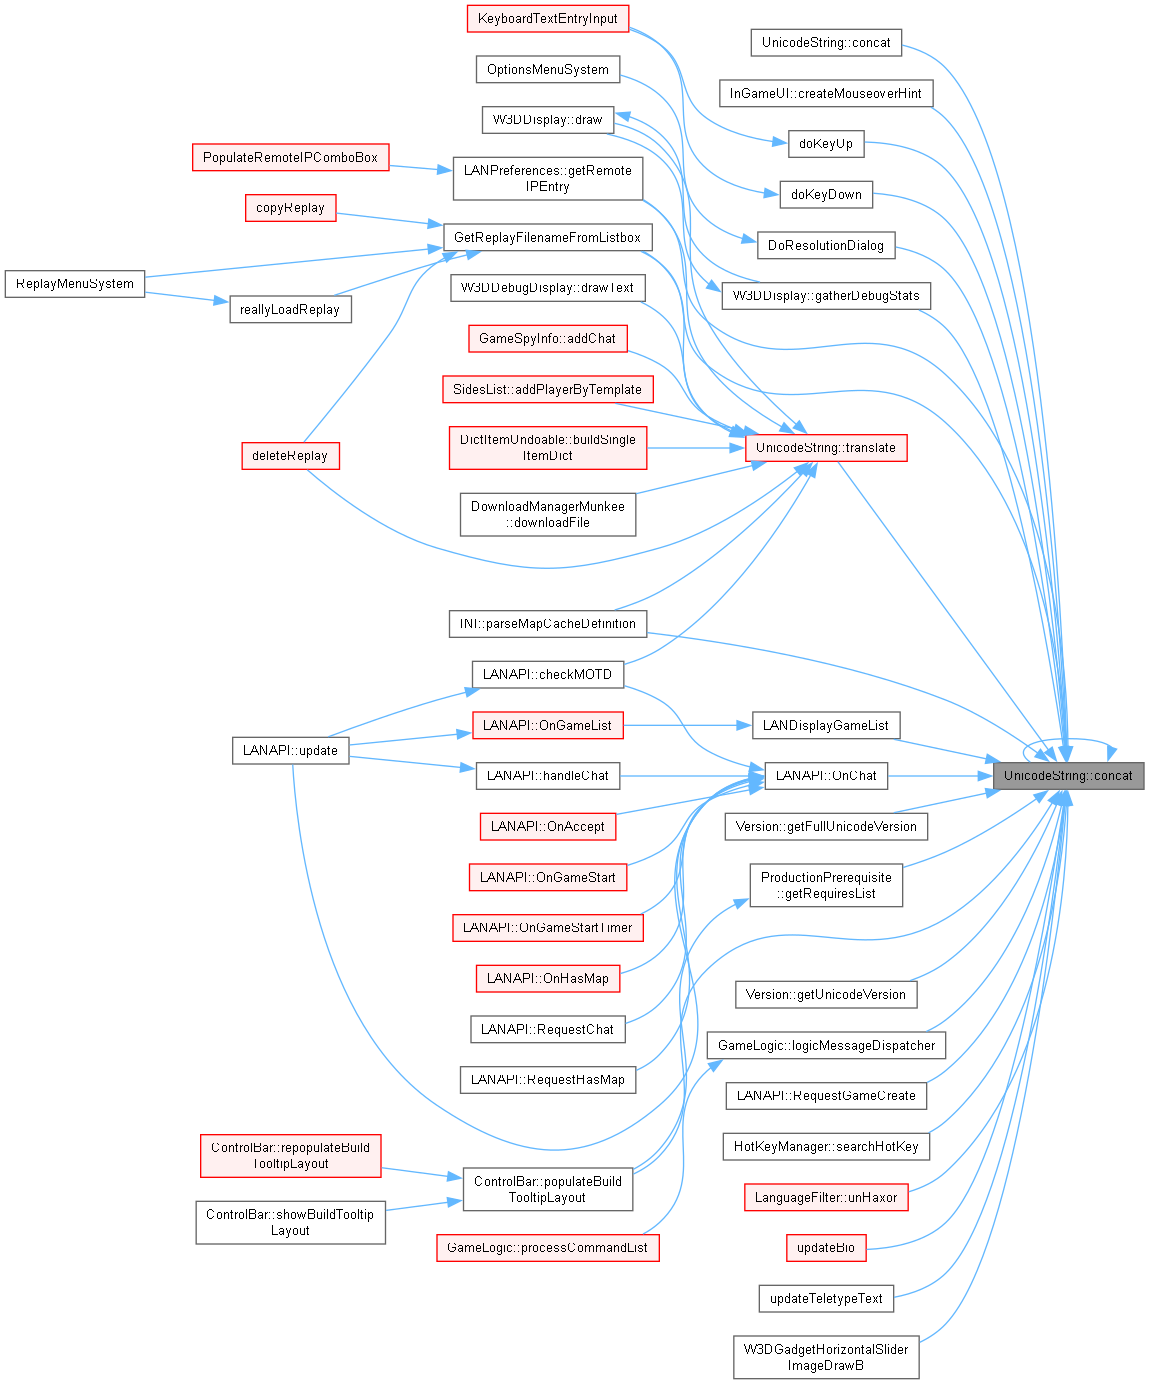 KeyboardTextEntryInput
UnicodeString::concat
OptionsMenuSystem
InGameUI::createMouseoverHint
W3DDisplay::draw
doKeyUp
PopulateRemoteIPComboBox
LANPreferences::getRemote
IPEntry
doKeyDown
copyReplay
GetReplayFilenameFromListbox
DoResolutionDialog
ReplayMenuSystem
reallyLoadReplay
W3DDebugDisplay::drawText
W3DDisplay::gatherDebugStats
GameSpyInfo::addChat
SidesList::addPlayerByTemplate
DictItemUndoable::buildSingle
ItemDict
UnicodeString::translate
deleteReplay
DownloadManagerMunkee
::downloadFile
INI::parseMapCacheDefinition
LANAPI::checkMOTD
LANAPI::OnGameList
LANDisplayGameList
LANAPI::update
LANAPI::handleChat
LANAPI::OnChat
UnicodeString::concat
LANAPI::OnAccept
Version::getFullUnicodeVersion
LANAPI::OnGameStart
ProductionPrerequisite
::getRequiresList
LANAPI::OnGameStartTimer
LANAPI::OnHasMap
Version::getUnicodeVersion
LANAPI::RequestChat
GameLogic::logicMessageDispatcher
LANAPI::RequestHasMap
LANAPI::RequestGameCreate
ControlBar::repopulateBuild
TooltipLayout
HotKeyManager::searchHotKey
ControlBar::populateBuild
TooltipLayout
LanguageFilter::unHaxor
ControlBar::showBuildTooltip
Layout
GameLogic::processCommandList
updateBio
updateTeletypeText
W3DGadgetHorizontalSlider
ImageDrawB